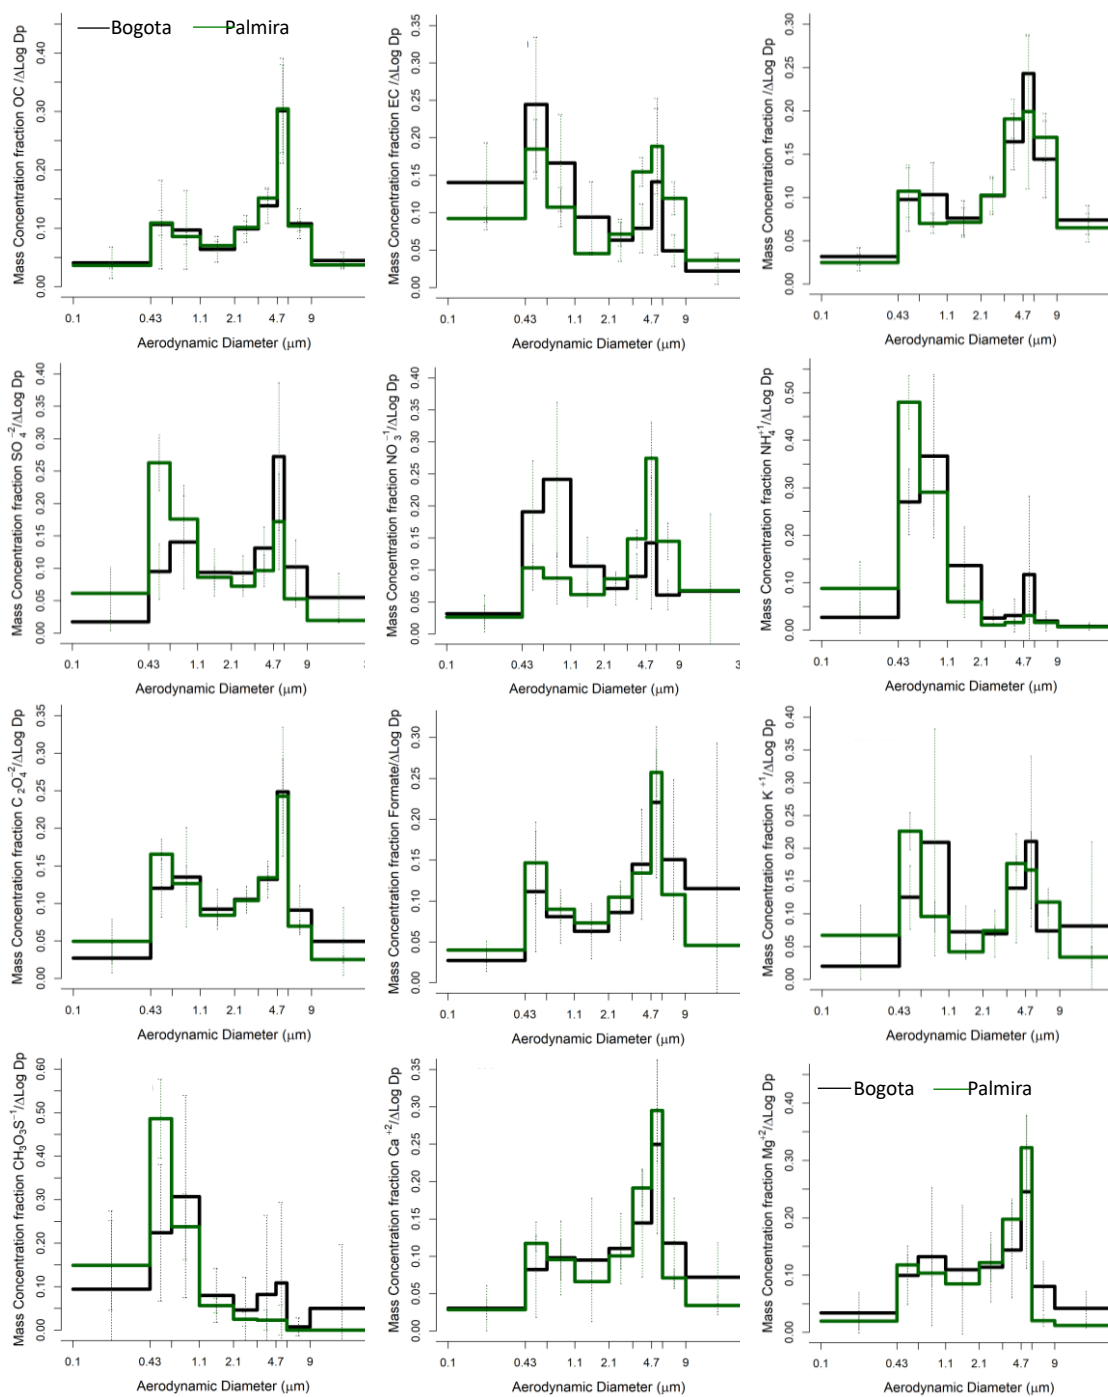 Bogota Palmira
Mass Concentration fraction OC /ΔLog Dp
0.00 0.10 0.20 0.30 0.40
0.1 0.43 1.1 2.1 4.7 9
Aerodynamic Diameter (μm)
Mass Concentration fraction EC /ΔLog Dp
0.00 0.05 0.10 0.15 0.20 0.25 0.30 0.35
0.1 0.43 1.1 2.1 4.7 9
Aerodynamic Diameter (μm)
Mass Concentration fraction /ΔLog Dp
0.00 0.05 0.10 0.15 0.20 0.25 0.30
0.1 0.43 1.1 2.1 4.7 9
Aerodynamic Diameter (μm)
Mass Concentration fraction SO₄⁻²/ΔLog Dp
0.00 0.05 0.10 0.15 0.20 0.25 0.30 0.35 0.40
0.1 0.43 1.1 2.1 4.7 9
Aerodynamic Diameter (μm)
Mass Concentration fraction NO₃⁻¹/ΔLog Dp
0.00 0.05 0.10 0.15 0.20 0.25 0.30 0.35 0.40
0.1 0.43 1.1 2.1 4.7 9 3
Aerodynamic Diameter (μm)
Mass Concentration fraction NH₄⁺¹/ΔLog Dp
0.00 0.10 0.20 0.30 0.40 0.50
0.1 0.43 1.1 2.1 4.7 9
Aerodynamic Diameter (μm)
Mass Concentration fraction C₂O₄⁻²/ΔLog Dp
0.00 0.05 0.10 0.15 0.20 0.25 0.30 0.35
0.1 0.43 1.1 2.1 4.7 9
Aerodynamic Diameter (μm)
Mass Concentration fraction Formate/ΔLog Dp
0.00 0.05 0.10 0.15 0.20 0.25 0.30
0.1 0.43 1.1 2.1 4.7 9
Aerodynamic Diameter (μm)
Mass Concentration fraction K⁺¹/ΔLog Dp
0.00 0.05 0.10 0.15 0.20 0.25 0.30 0.35 0.40
0.1 0.43 1.1 2.1 4.7 9
Aerodynamic Diameter (μm)
Mass Concentration fraction CH₃O₃S⁻¹/ΔLog Dp
0.00 0.10 0.20 0.30 0.40 0.50 0.60
0.1 0.43 1.1 2.1 4.7 9
Aerodynamic Diameter (μm)
Mass Concentration fraction Ca⁺²/ΔLog Dp
0.00 0.05 0.10 0.15 0.20 0.25 0.30 0.35
0.1 0.43 1.1 2.1 4.7 9
Aerodynamic Diameter (μm)
Bogota Palmira
Mass Concentration fraction Mg⁺²/ΔLog Dp
0.00 0.10 0.20 0.30 0.40
0.1 0.43 1.1 2.1 4.7 9
Aerodynamic Diameter (μm)